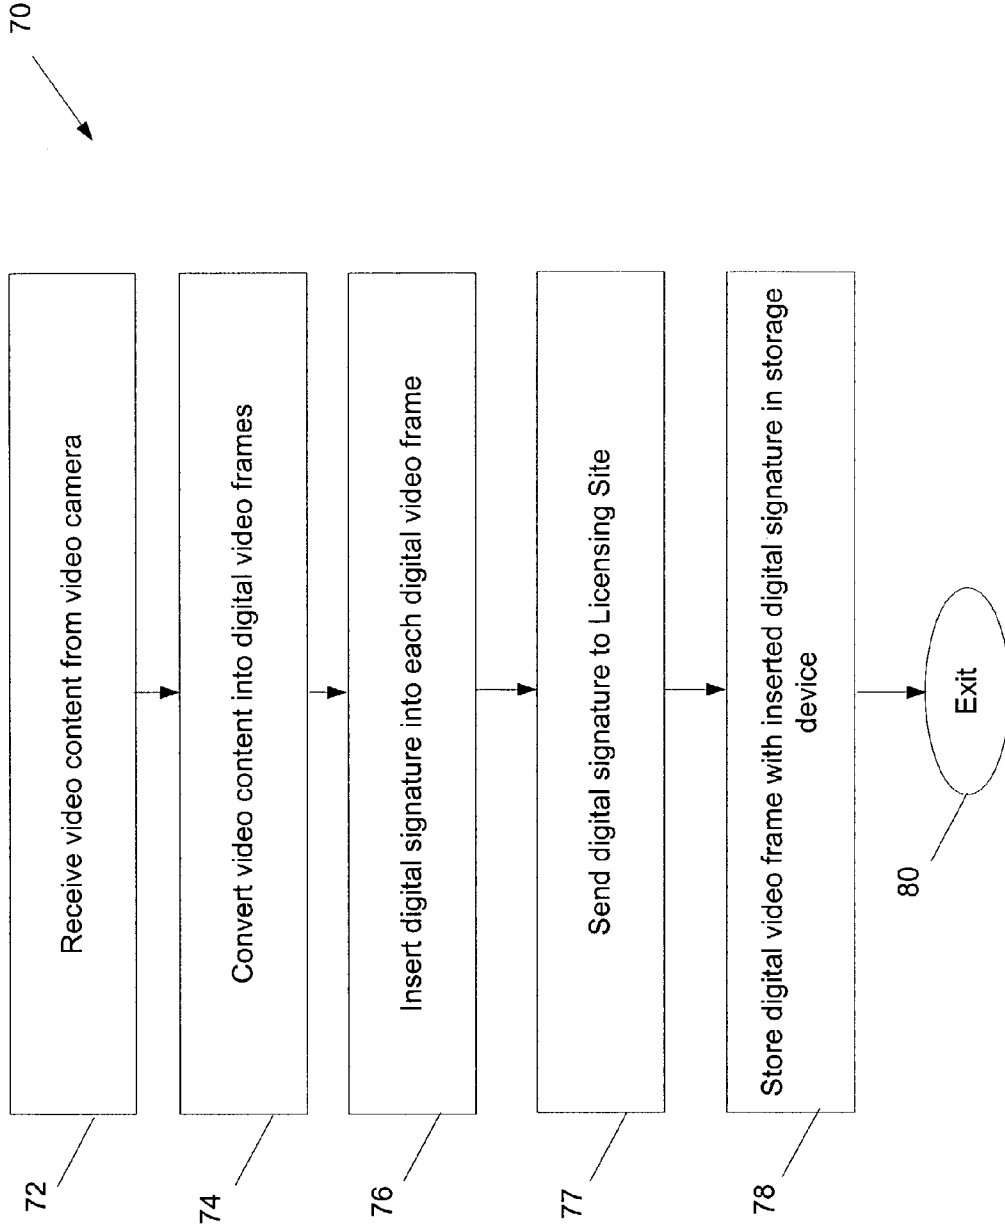 70
72
Receive video content from video camera
74
Convert video content into digital video frames
76
Insert digital signature into each digital video frame
77
Send digital signature to Licensing Site
78
Store digital video frame with inserted digital signature in storage
device
80
Exit